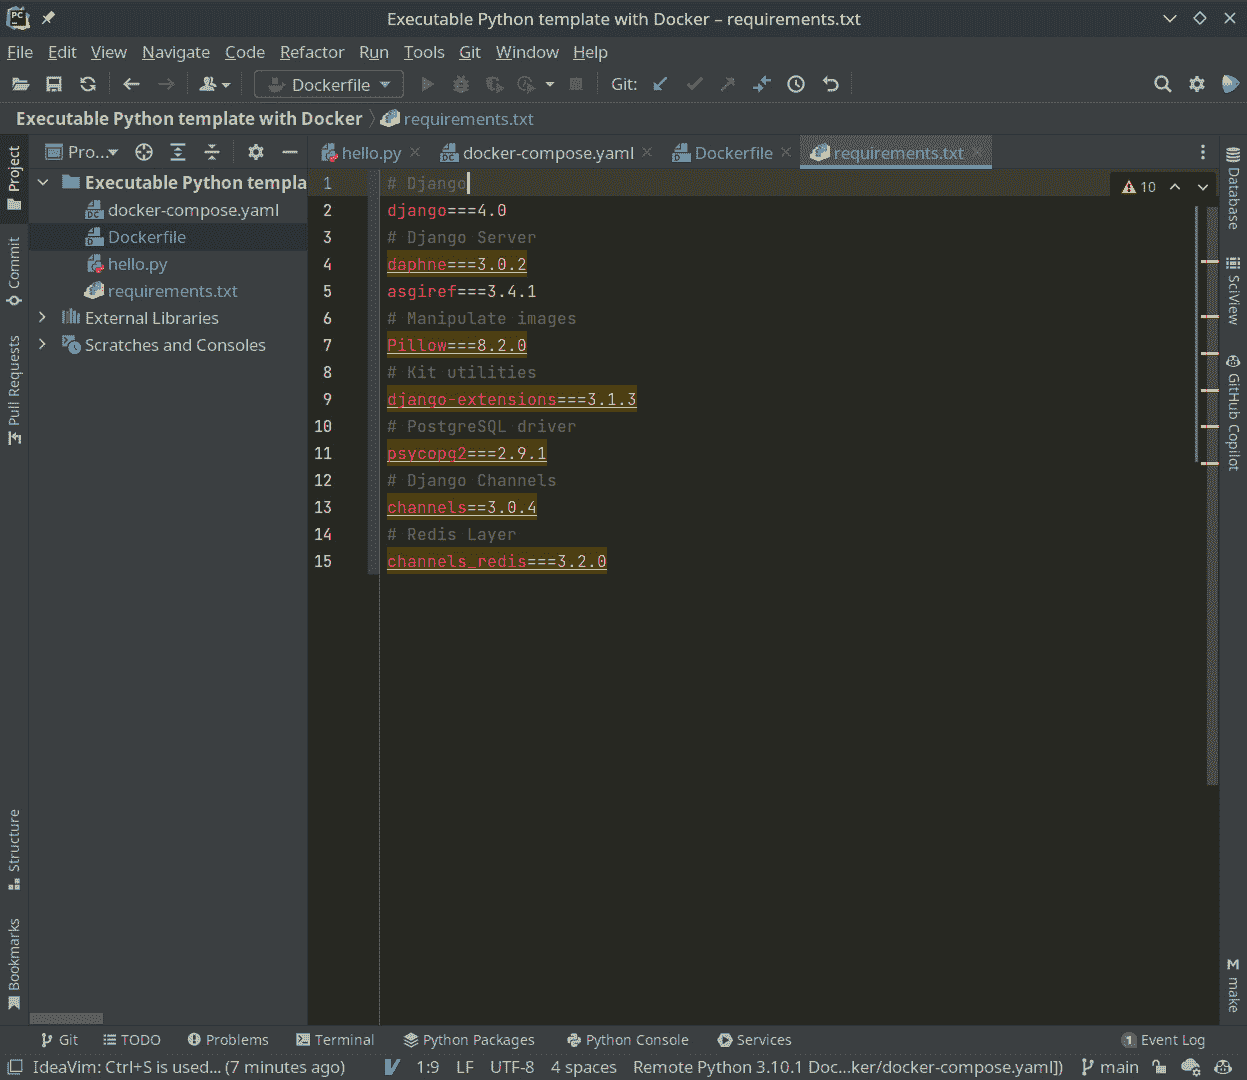 PC
Executable Python template with Docker – requirements.txt
File Edit View Navigate Code Refactor Run Tools Git Window Help
Dockerfile Git:
Executable Python template with Docker requirements.txt
Project
Commit
Pull Requests
Structure
Bookmarks
Pro...
Executable Python templa
docker-compose.yaml
Dockerfile
hello.py
requirements.txt
External Libraries
Scratches and Consoles
hello.py docker-compose.yaml Dockerfile requirements.txt
10
1 # Django
2 django===4.0
3 # Django Server
4 daphne===3.0.2
5 asgiref===3.4.1
6 # Manipulate images
7 Pillow===8.2.0
8 # Kit utilities
9 django-extensions===3.1.3
10 # PostgreSQL driver
11 psycopg2===2.9.1
12 # Django Channels
13 channels==3.0.4
14 # Redis Layer
15 channels_redis===3.2.0
Database
SciView
GitHub Copilot
M make
Git TODO Problems Terminal Python Packages Python Console Services 1 Event Log
IdeaVim: Ctrl+S is used... (7 minutes ago) V 1:9 LF UTF-8 4 spaces Remote Python 3.10.1 Doc...ker/docker-compose.yaml]) main